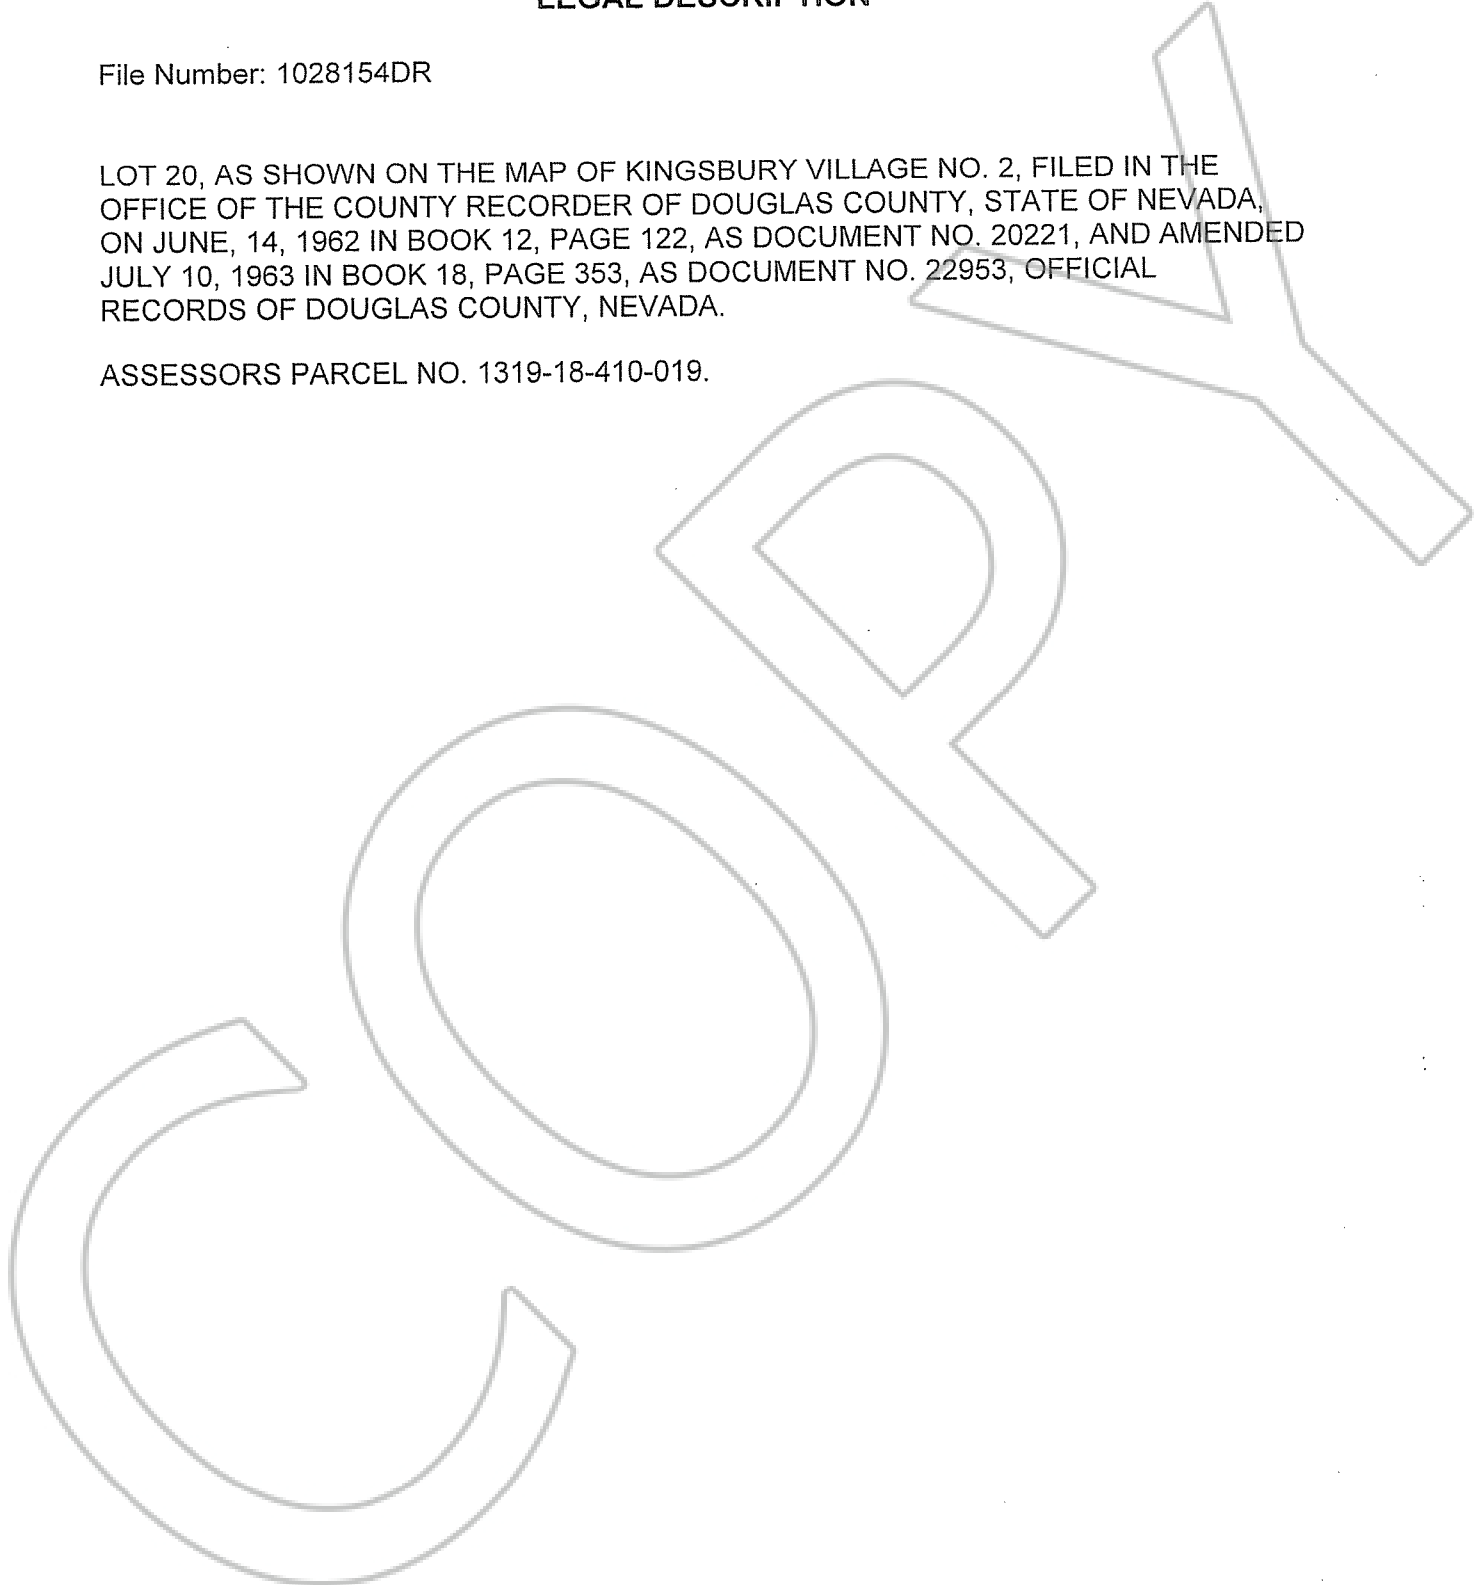 LEGAL DESCRIPTION
File Number: 1028154DR
LOT 20, AS SHOWN ON THE MAP OF KINGSBURY VILLAGE NO. 2, FILED IN THE
OFFICE OF THE COUNTY RECORDER OF DOUGLAS COUNTY, STATE OF NEVADA,
ON JUNE, 14, 1962 IN BOOK 12, PAGE 122, AS DOCUMENT NO. 20221, AND AMENDED
JULY 10, 1963 IN BOOK 18, PAGE 353, AS DOCUMENT NO. 22953, OFFICIAL
RECORDS OF DOUGLAS COUNTY, NEVADA.
ASSESSORS PARCEL NO. 1319-18-410-019.
COPY